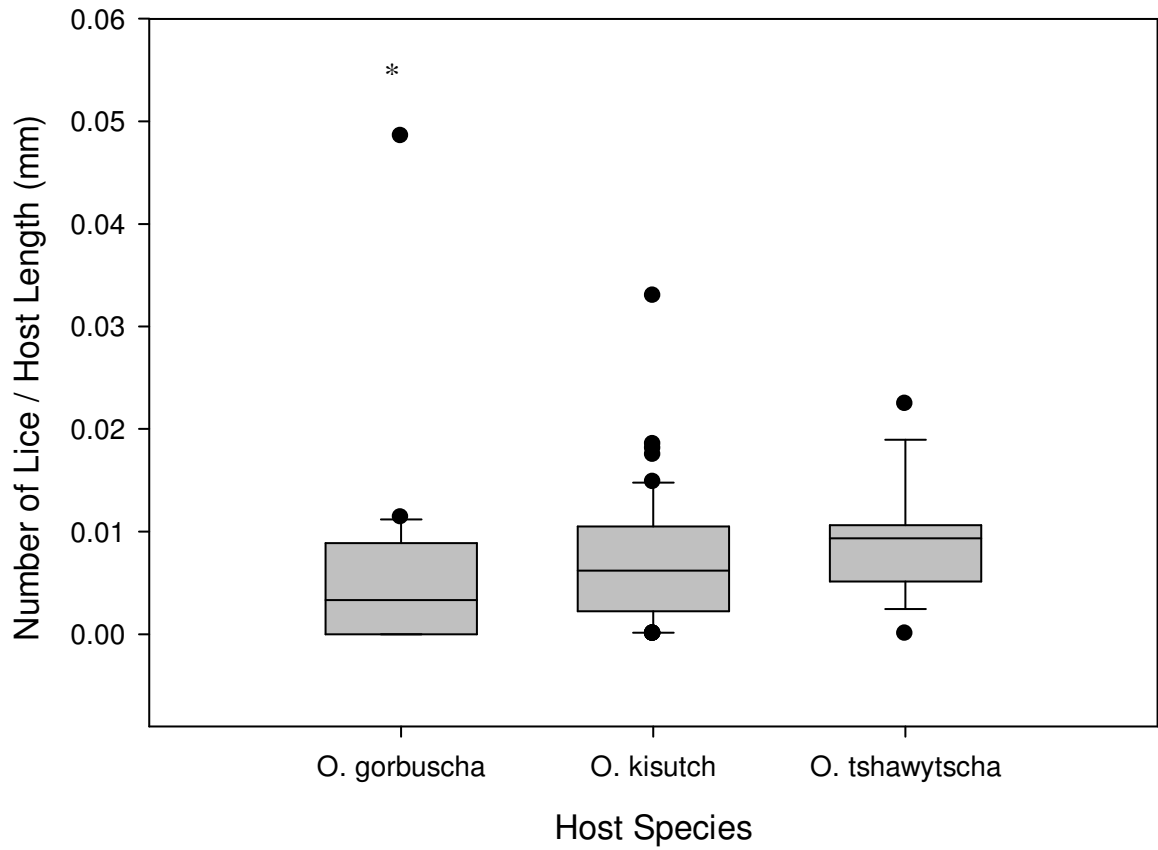 Number of Lice / Host Length (mm)
0.06
0.05
0.04
0.03
0.02
0.01
0.00
*
O. gorbuscha
O. kisutch
O. tshawytscha
Host Species